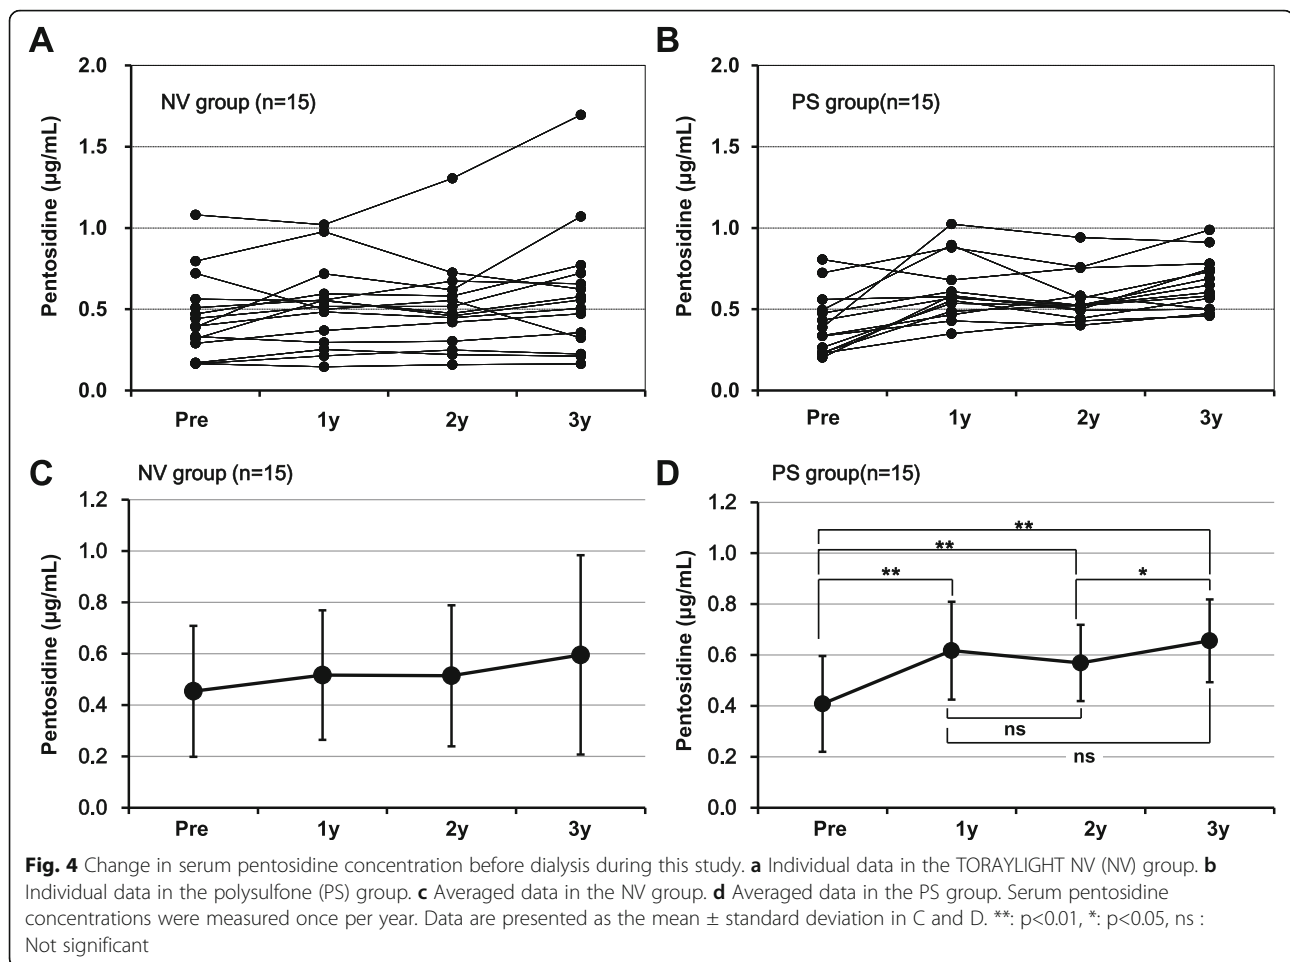 A
B
2.0
1.5
1.0
0.5
0.0
Pentosidine (µg/mL)
NV group (n=15)
Pre 1y 2y 3y
2.0
1.5
1.0
0.5
0.0
Pentosidine (µg/mL)
PS group(n=15)
Pre 1y 2y 3y
C
NV group (n=15)
1.2
1.0
0.8
0.6
0.4
0.2
0.0
Pentosidine (µg/mL)
Pre 1y 2y 3y
D
PS group(n=15)
1.2
1.0
0.8
0.6
0.4
0.2
0.0
Pentosidine (µg/mL)
**
**
**
*
ns
ns
Pre 1y 2y 3y
Fig. 4 Change in serum pentosidine concentration before dialysis during this study. a Individual data in the TORAYLIGHT NV (NV) group. b
Individual data in the polysulfone (PS) group. c Averaged data in the NV group. d Averaged data in the PS group. Serum pentosidine
concentrations were measured once per year. Data are presented as the mean ± standard deviation in C and D. **: p<0.01, *: p<0.05, ns :
Not significant